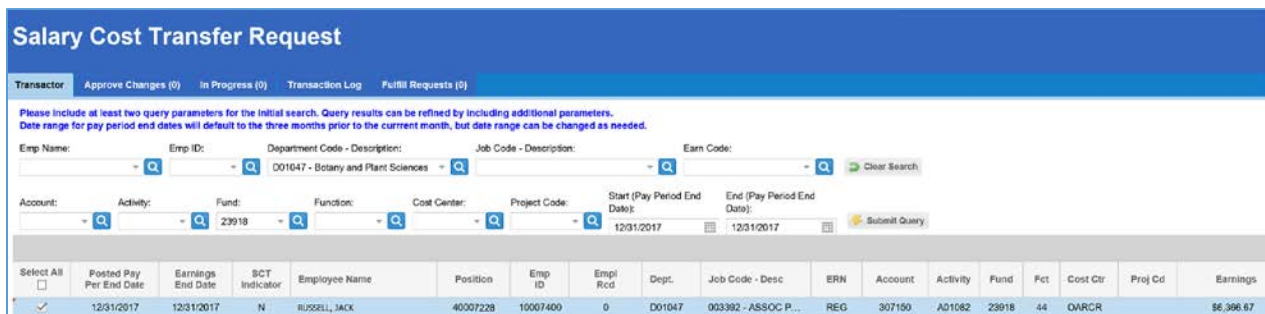 Salary Cost Transfer Request
Transactor Approve Changes (0) In Progress (0) Transaction Log Fulfill Requests (0)
Please include at least two query parameters for the initial search. Query results can be refined by including additional parameters.
Date range for pay period end dates will default to the three months prior to the currrent month, but date range can be changed as needed.
Emp Name: Emp ID: Department Code - Description: Job Code - Description: Earn Code:
D01047 - Botany and Plant Sciences Clear Search
Account: Activity: Fund: Function: Cost Center: Project Code: Start (Pay Period End Date): End (Pay Period End Date):
23918 12/31/2017 12/31/2017 Submit Query
Select All Posted Pay Per End Date Earnings End Date SCT Indicator Employee Name Position Emp ID Empl Rcd Dept. Job Code - Desc ERN Account Activity Fund Fct Cost Ctr Proj Cd Earnings
12/31/2017 12/31/2017 N RUSSELL, JACK 40007228 10007400 0 D01047 003392 - ASSOC P... REG 307150 A01082 23918 44 OARCR $6,366.67